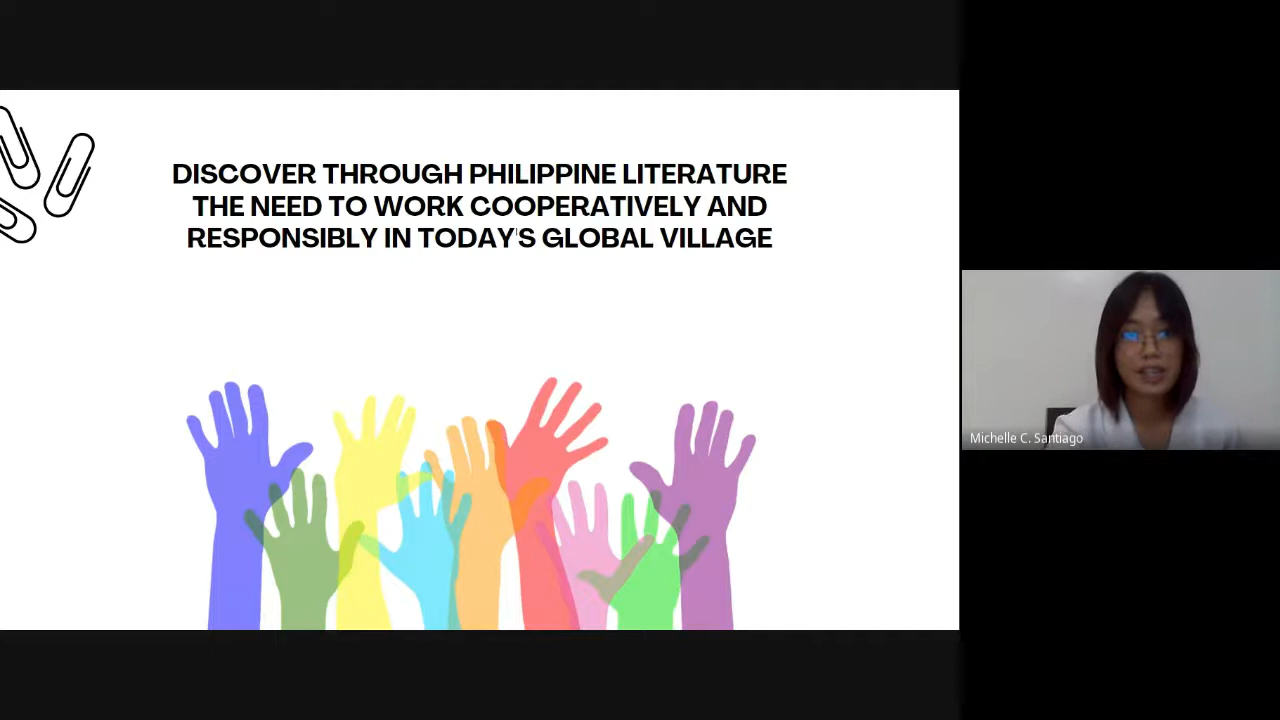 DISCOVER THROUGH PHILIPPINE LITERATURE
THE NEED TO WORK COOPERATIVELY AND
RESPONSIBLY IN TODAY'S GLOBAL VILLAGE
Michelle C. Santiago